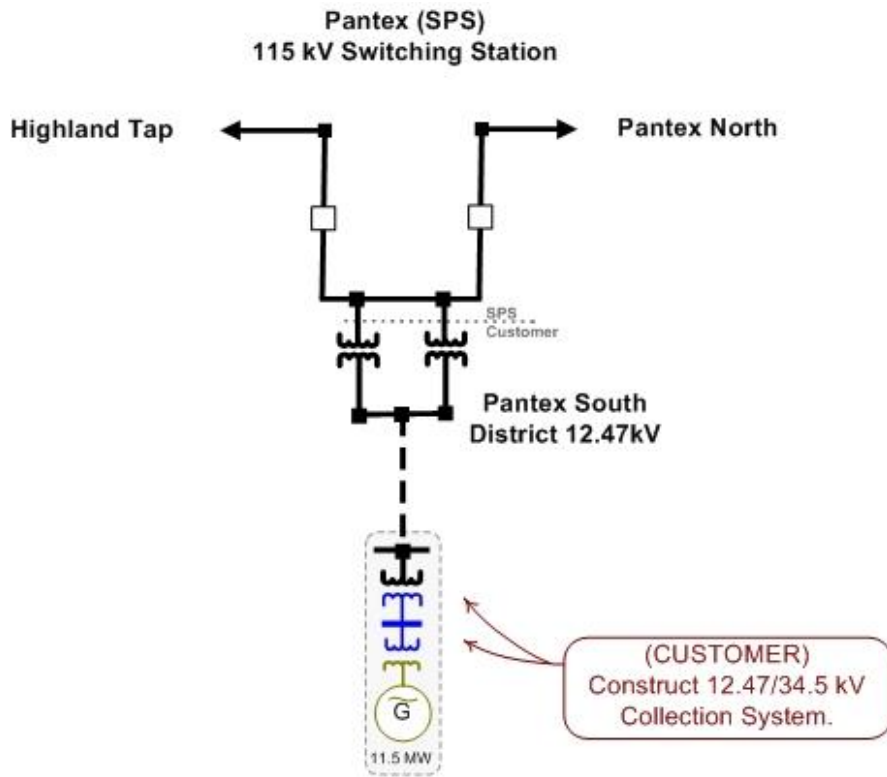 Pantex (SPS)
115 kV Switching Station
Highland Tap
Pantex North
SPS
Customer
Pantex South
District 12.47kV
(CUSTOMER)
Construct 12.47/34.5 kV
Collection System.
G
11.5 MW